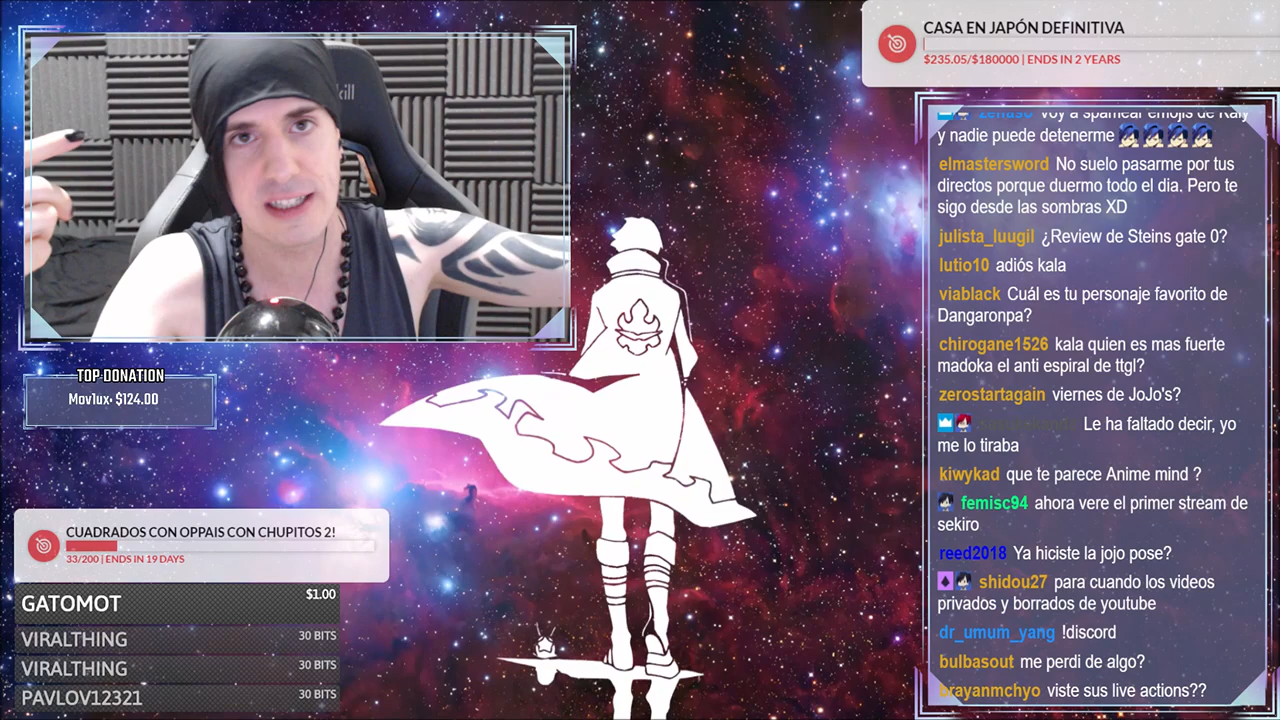 kill
CASA EN JAPÓN DEFINITIVA
$235.05/$180000 | ENDS IN 2 YEARS
zenaso Voy a spamear emojis de Kaly
y nadie puede detenerme
elmastersword No suelo pasarme por tus
directos porque duermo todo el dia. Pero te
sigo desde las sombras XD
julista_luugil ¿Review de Steins gate 0?
lutio10 adiós kala
viablack Cuál es tu personaje favorito de
Dangaronpa?
chirogane1526 kala quien es mas fuerte
madoka el anti espiral de ttgl?
zerostartagain viernes de JoJo's?
Le ha faltado decir, yo
me lo tiraba
kiwykad que te parece Anime mind ?
femisc94 ahora vere el primer stream de
sekiro
reed2018 Ya hiciste la jojo pose?
shidou27 para cuando los videos
privados y borrados de youtube
dr_umum_yang !discord
bulbasout me perdi de algo?
brayanmchyo viste sus live actions??
TOP DONATION
Mov1ux: $124.00
CUADRADOS CON OPPAIS CON CHUPITOS 2!
33/200 | ENDS IN 19 DAYS
GATOMOT $1.00
VIRALTHING 30 BITS
VIRALTHING 30 BITS
PAVLOV12321 30 BITS